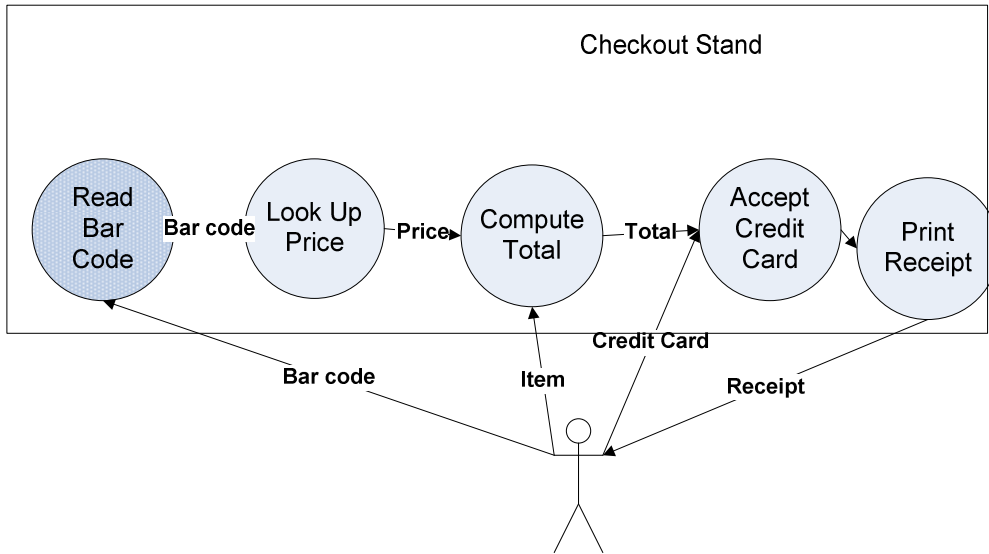 Checkout Stand
Read
Bar
Code
Bar code
Look Up
Price
Price
Compute
Total
Total
Accept
Credit
Card
Print
Receipt
Credit Card
Bar code
Item
Receipt